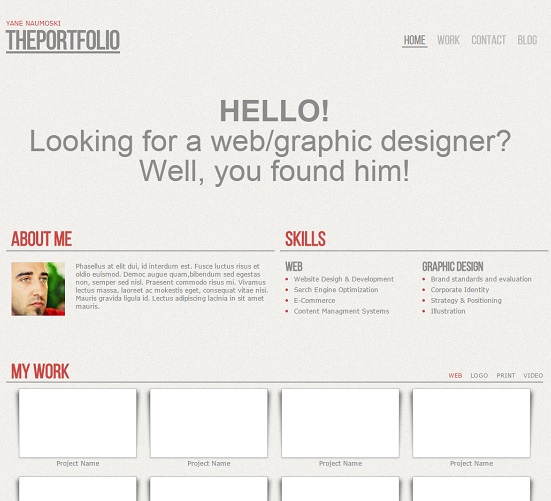 YANE NAUMOSKI
THEPORTFOLIO
HOME WORK CONTACT BLOG
HELLO!
Looking for a web/graphic designer?
Well, you found him!
ABOUT ME
Phasellus at elit dui, id interdum est. Fusce luctus risus et
oldio euismod. Democ augue quam,bibendum sed egestas
non, semper sed nisl. Praesent commodo risus mi. Vivamus
lectus massa, laoreet ac mokestis eget, consequat vitae nisi.
Mauris gravida ligula id. Lectus adipiscing lacinia in sit amet
mauris.
SKILLS
WEB
Website Desigh & Development
Serch Engine Optimization
E-Commerce
Content Managment Systems
GRAPHIC DESIGN
Brand standards and evaluation
Corporate Identity
Strategy & Positioning
Illustration
MY WORK
WEB LOGO PRINT VIDEO
Project Name Project Name Project Name Project Name